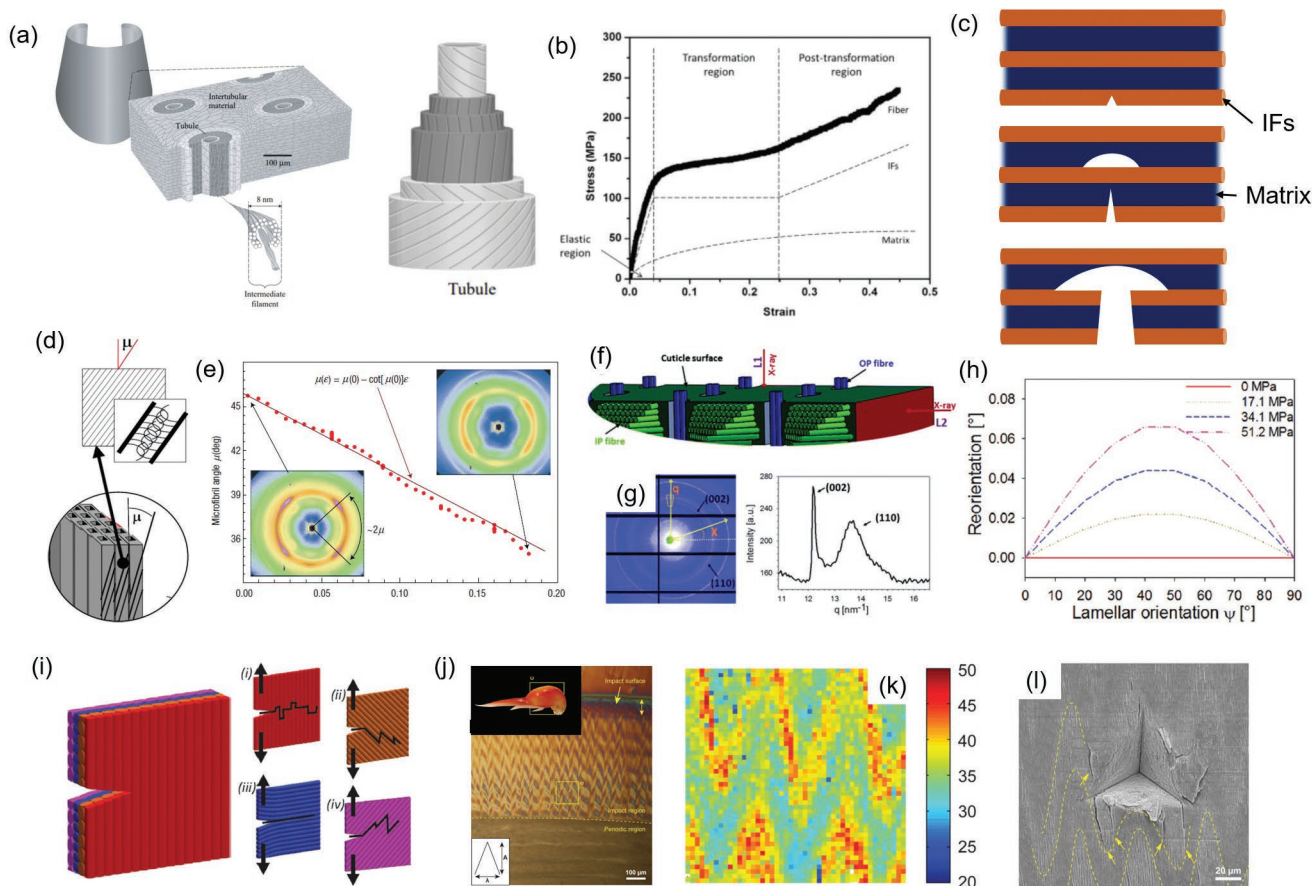 (a)
Intertubular
material
Tubule
100 μm
8 nm
Intermediate
filament
Tubule
(b)
300
250
200
150
100
50
0
Stress (MPa)
Transformation
region
Post-transformation
region
Fiber
IFs
Matrix
Elastic
region
0.0
0.1
0.2
0.3
0.4
0.5
Strain
(c)
IFs
Matrix
(d)
μ
μ
(e)
Microfibril angle μ(deg)
45
42
39
36
μ(ε) = μ(0) − cot[ μ(0)]ε
~2μ
0.00
0.05
0.10
0.15
0.20
(f)
Cuticle surface
L1
X-ray
OP fibre
X-ray
L2
IP fibre
(g)
q
(002)
χ
(110)
Intensity [a.u.]
250
200
150
(002)
(110)
11
12
13
14
15
16
q [nm⁻¹]
(h)
Reorientation [°]
0.08
0.06
0.04
0.02
0.00
0 MPa
17.1 MPa
34.1 MPa
51.2 MPa
0
10
20
30
40
50
60
70
80
90
Lamellar orientation ψ [°]
(i)
(i)
(ii)
(iii)
(iv)
(j)
Impact surface
Impact region
Periodic region
A
100 μm
(k)
50
45
40
35
30
25
20
(l)
20 μm